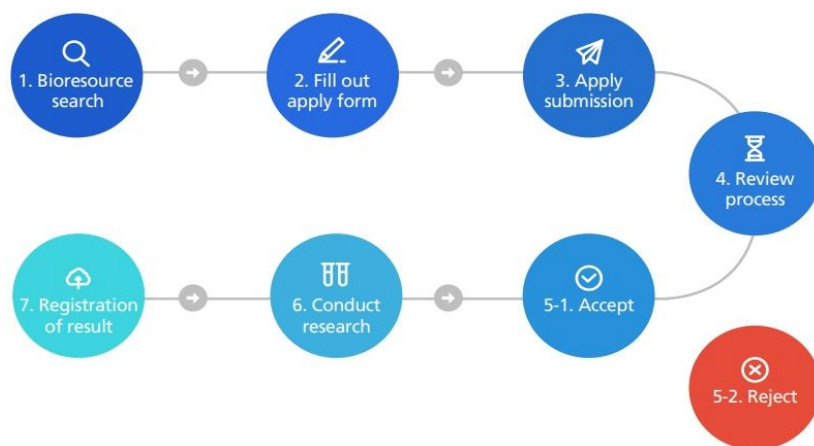 1. Bioresource
search
2. Fill out
apply form
3. Apply
submission
4. Review
process
5-1. Accept
5-2. Reject
6. Conduct
research
7. Registration
of result